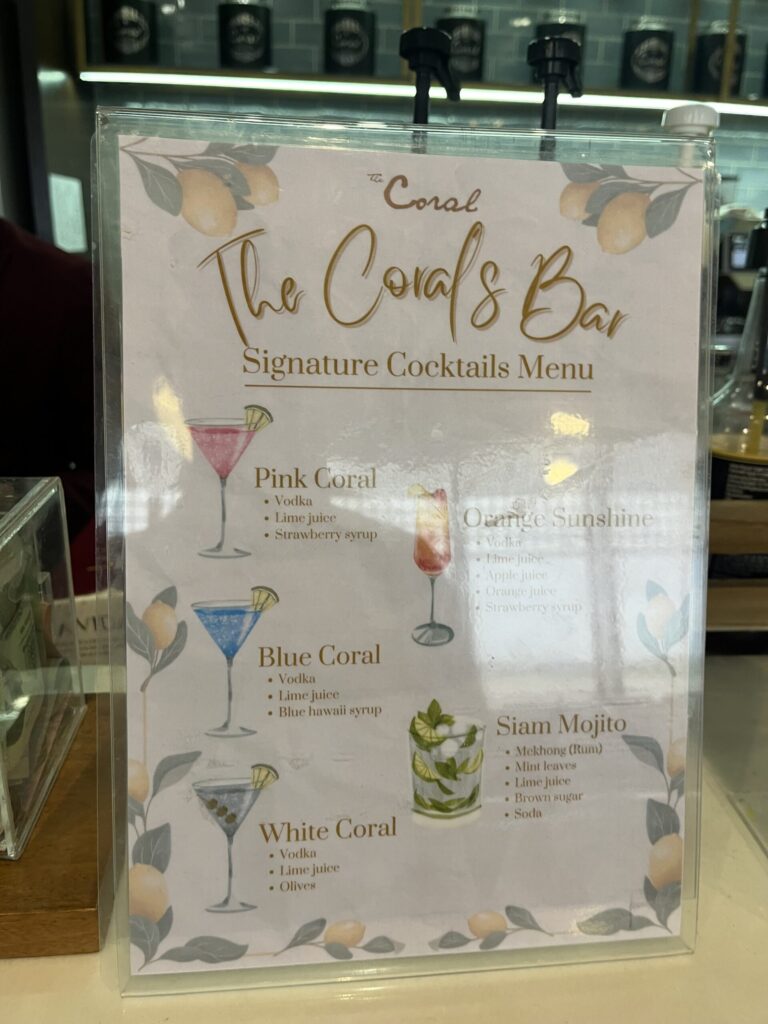 The Coral
The Corals Bar
Signature Cocktails Menu
Pink Coral
• Vodka
• Lime juice
• Strawberry syrup
Orange Sunshine
• Vodka
• Lime juice
• Apple juice
• Orange juice
• Strawberry syrup
Blue Coral
• Vodka
• Lime juice
• Blue hawaii syrup
Siam Mojito
• Mekhong (Rum)
• Mint leaves
• Lime juice
• Brown sugar
• Soda
White Coral
• Vodka
• Lime juice
• Olives